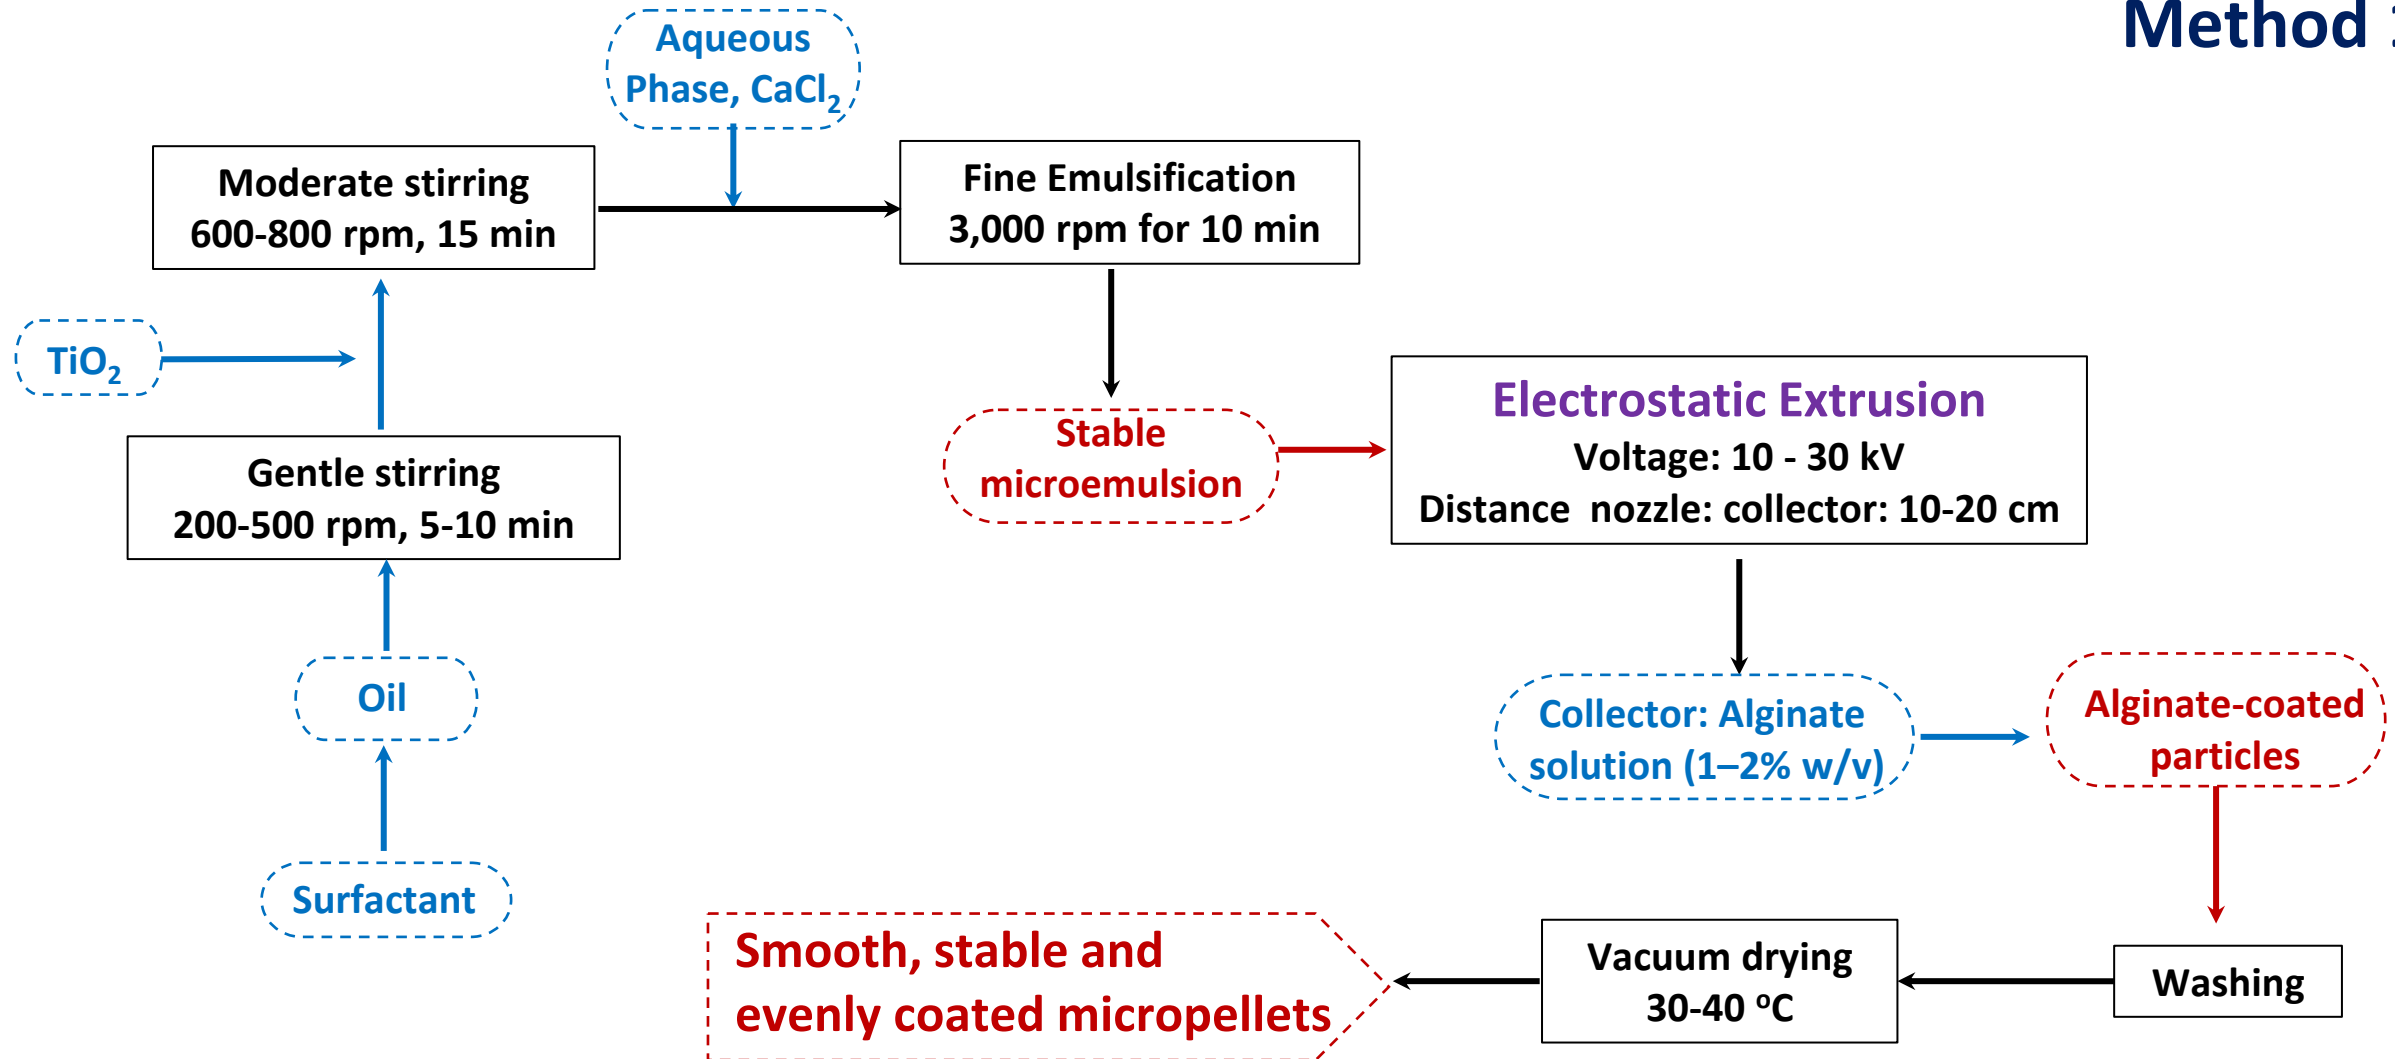 Method 1
Aqueous
Phase, CaCl₂
Moderate stirring
600-800 rpm, 15 min
Fine Emulsification
3,000 rpm for 10 min
TiO₂
Gentle stirring
200-500 rpm, 5-10 min
Stable
microemulsion
Electrostatic Extrusion
Voltage: 10 - 30 kV
Distance nozzle: collector: 10-20 cm
Oil
Collector: Alginate
solution (1–2% w/v)
Alginate-coated
particles
Surfactant
Smooth, stable and
evenly coated micropellets
Vacuum drying
30-40 ºC
Washing